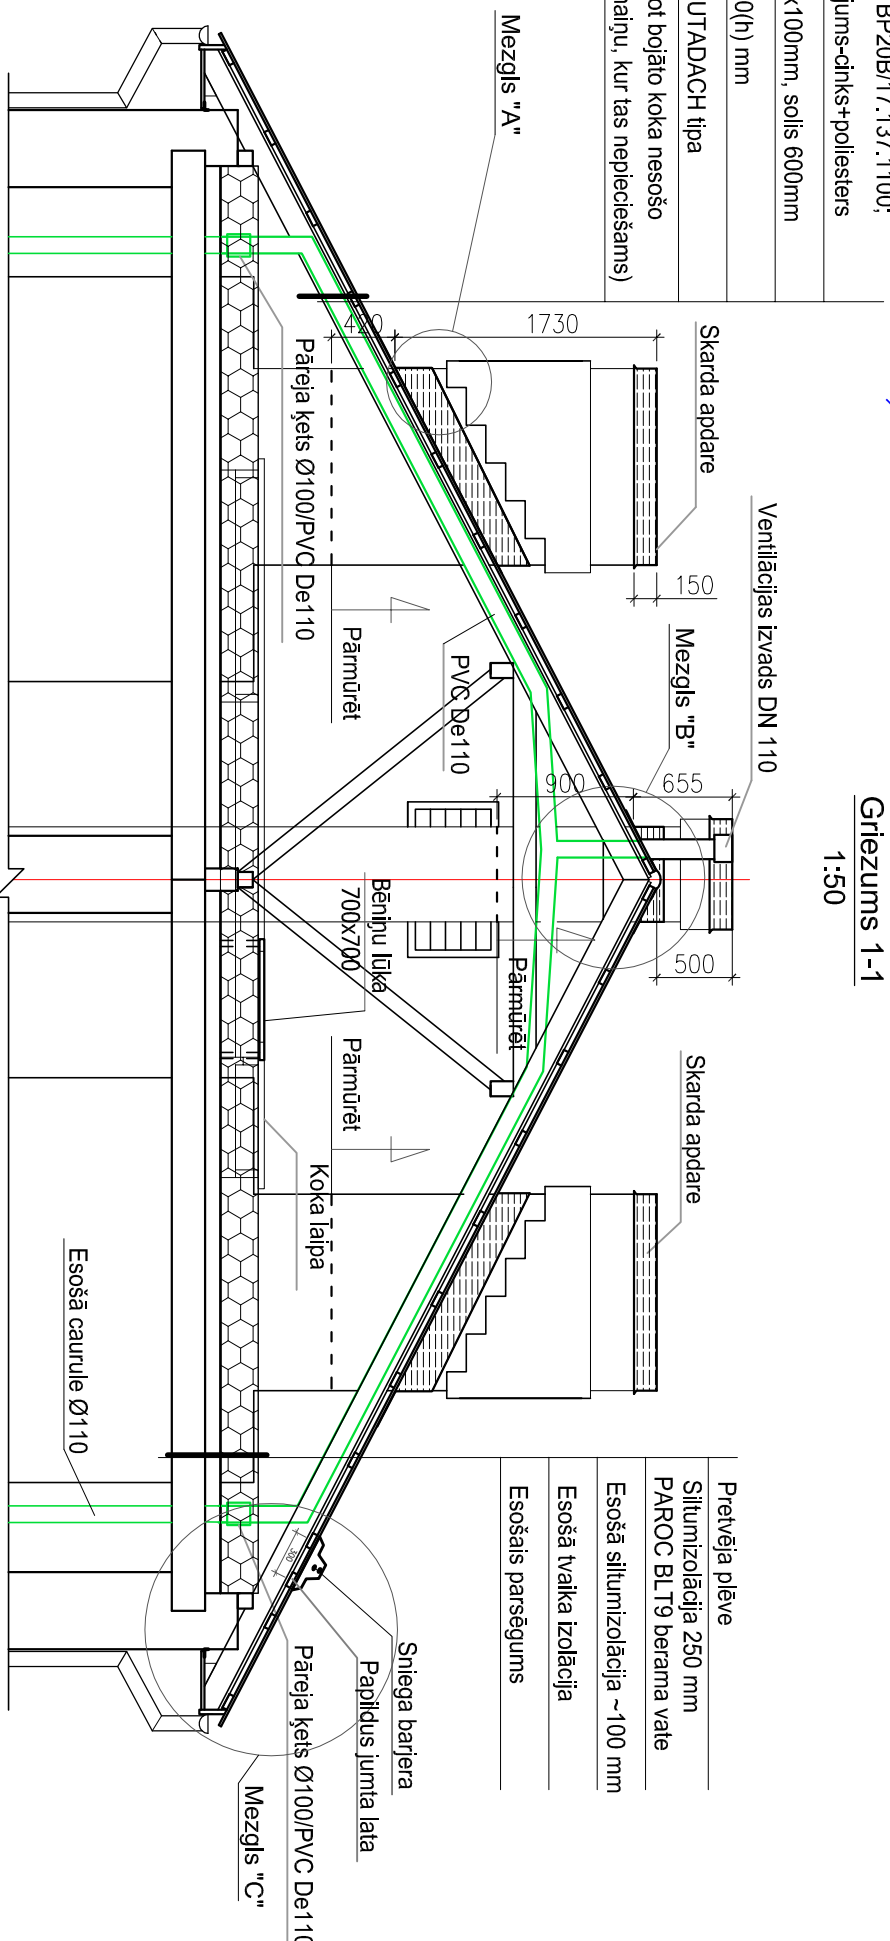 Griezums 1-1
1:50
BP20B/17.137.1100;
jums-cinks+poliesters
x100mm, solis 600mm
0(h) mm
UTADACH tipa
ot bojāto koka nesošo
naiņu, kur tas nepieciešams)
Mezgls "A"
Skarda apdare
Ventilācijas izvads DN 110
Mezgls "B"
Skarda apdare
1730
420
150
655
900
500
Pāreja ķets Ø100/PVC De110
Pārmūrēt
PVC De110
Bēniņu lūka
700x700
Pārmūrēt
Pārmūrēt
Koka laipa
Esošā caurule Ø110
Pretvēja plēve
Siltumizolācija 250 mm
PAROC BLT9 berama vate
Esošā siltumizolācija ~100 mm
Esošā tvaika izolācija
Esošais parsēgums
300
Sniega barjera
Papildus jumta lata
Pāreja ķets Ø100/PVC De110
Mezgls "C"